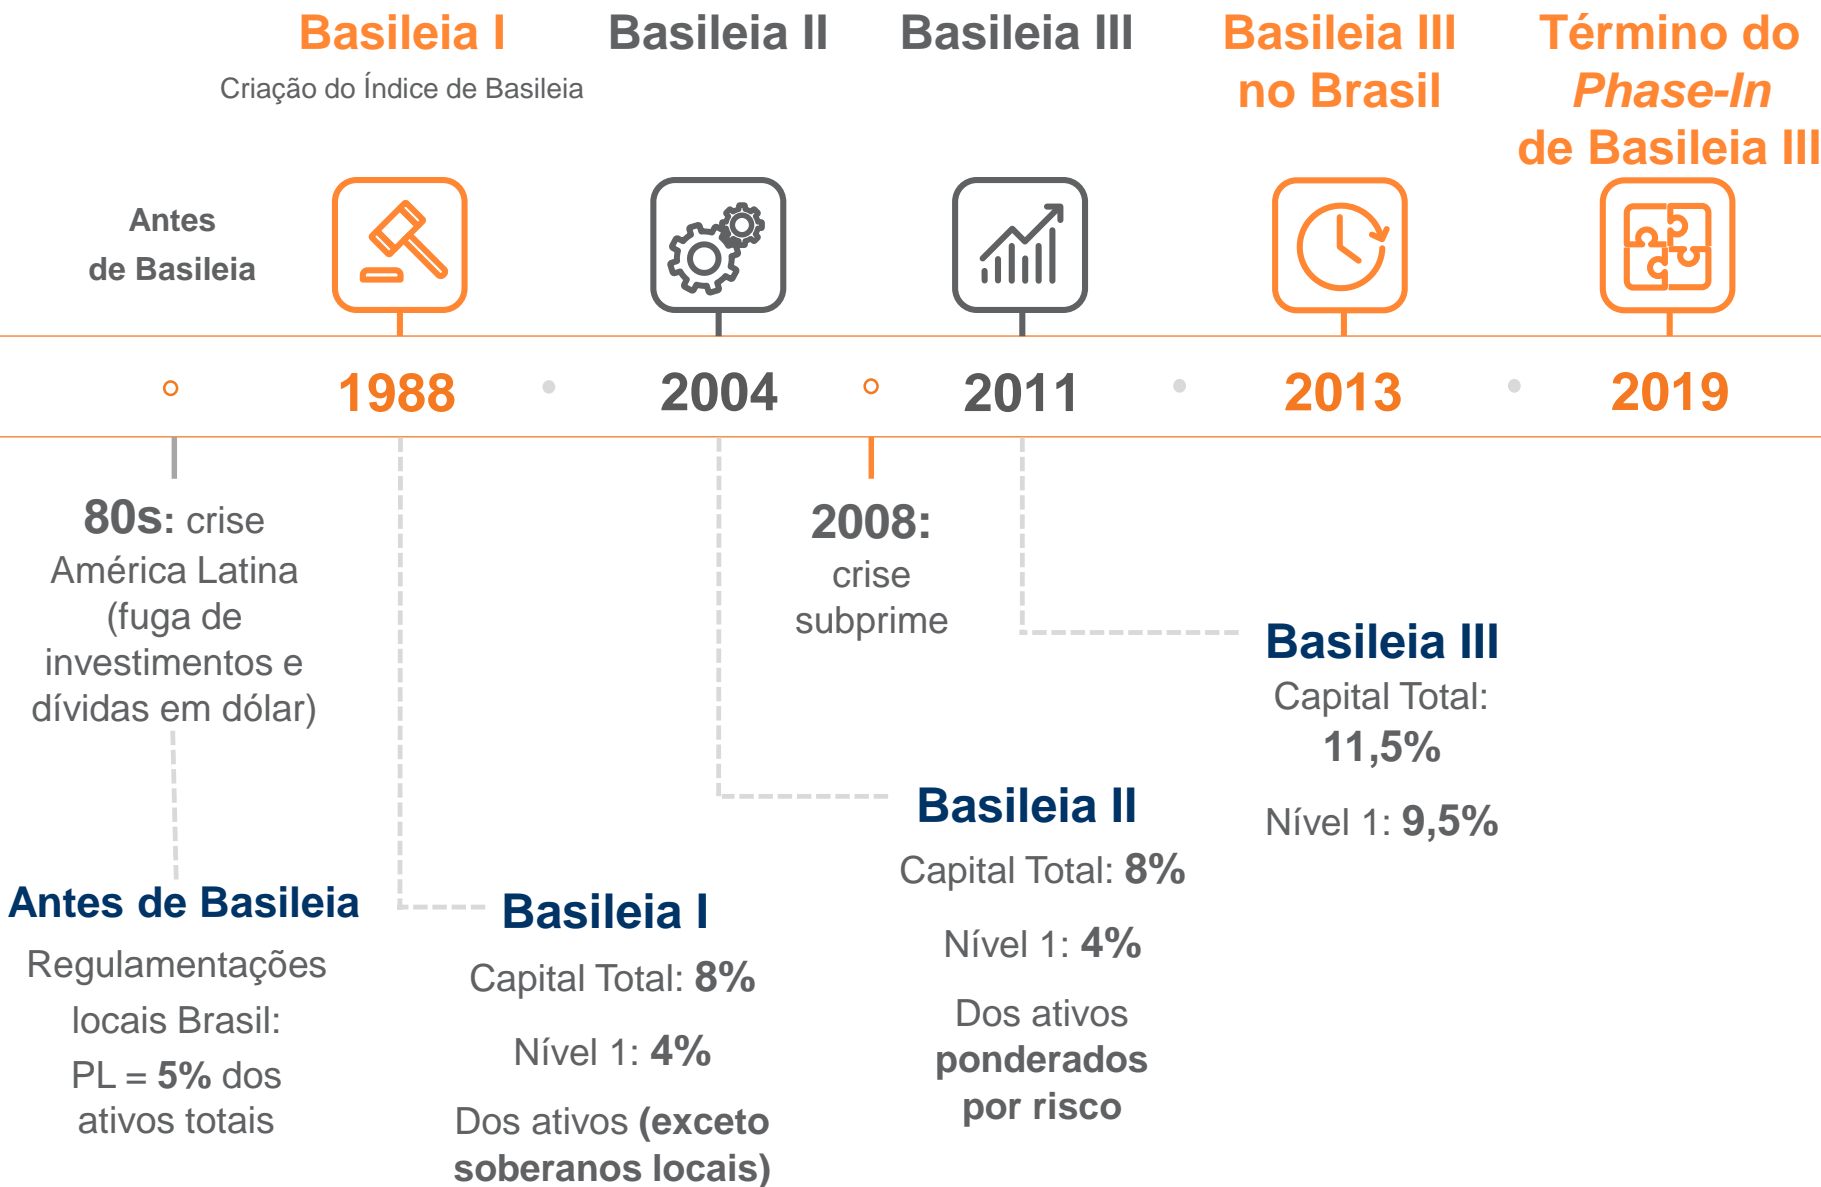 Basileia I
Criação do Índice de Basileia
Basileia II
Basileia III
Basileia III
no Brasil
Término do
Phase-In
de Basileia III
Antes
de Basileia
1988
2004
2011
2013
2019
80s: crise
América Latina
(fuga de
investimentos e
dívidas em dólar)
2008:
crise
subprime
Antes de Basileia
Regulamentações
locais Brasil:
PL = 5% dos
ativos totais
Basileia I
Capital Total: 8%
Nível 1: 4%
Dos ativos (exceto
soberanos locais)
Basileia II
Capital Total: 8%
Nível 1: 4%
Dos ativos
ponderados
por risco
Basileia III
Capital Total:
11,5%
Nível 1: 9,5%